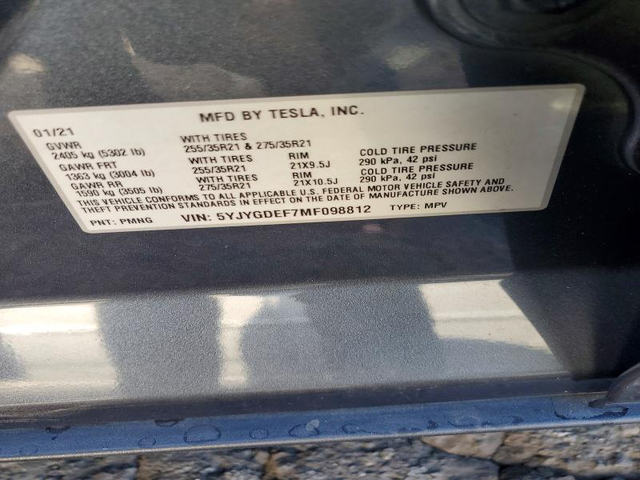 MFD BY TESLA, INC.
01/21
GVWR WITH TIRES
2405 kg (5302 lb) 255/35R21 & 275/35R21 COLD TIRE PRESSURE
GAWR FRT WITH TIRES RIM 290 kPa, 42 psi
1363 kg (3004 lb) 255/35R21 21X9.5J
GAWR RR WITH TIRES RIM COLD TIRE PRESSURE
1590 kg (3505 lb) 275/35R21 21X10.5J 290 kPa, 42 psi
THIS VEHICLE CONFORMS TO ALL APPLICABLE U.S. FEDERAL MOTOR VEHICLE SAFETY AND
THEFT PREVENTION STANDARDS IN EFFECT ON THE DATE OF MANUFACTURE SHOWN ABOVE.
PNT: PMNG VIN: 5YJYGDEF7MF098812 TYPE: MPV